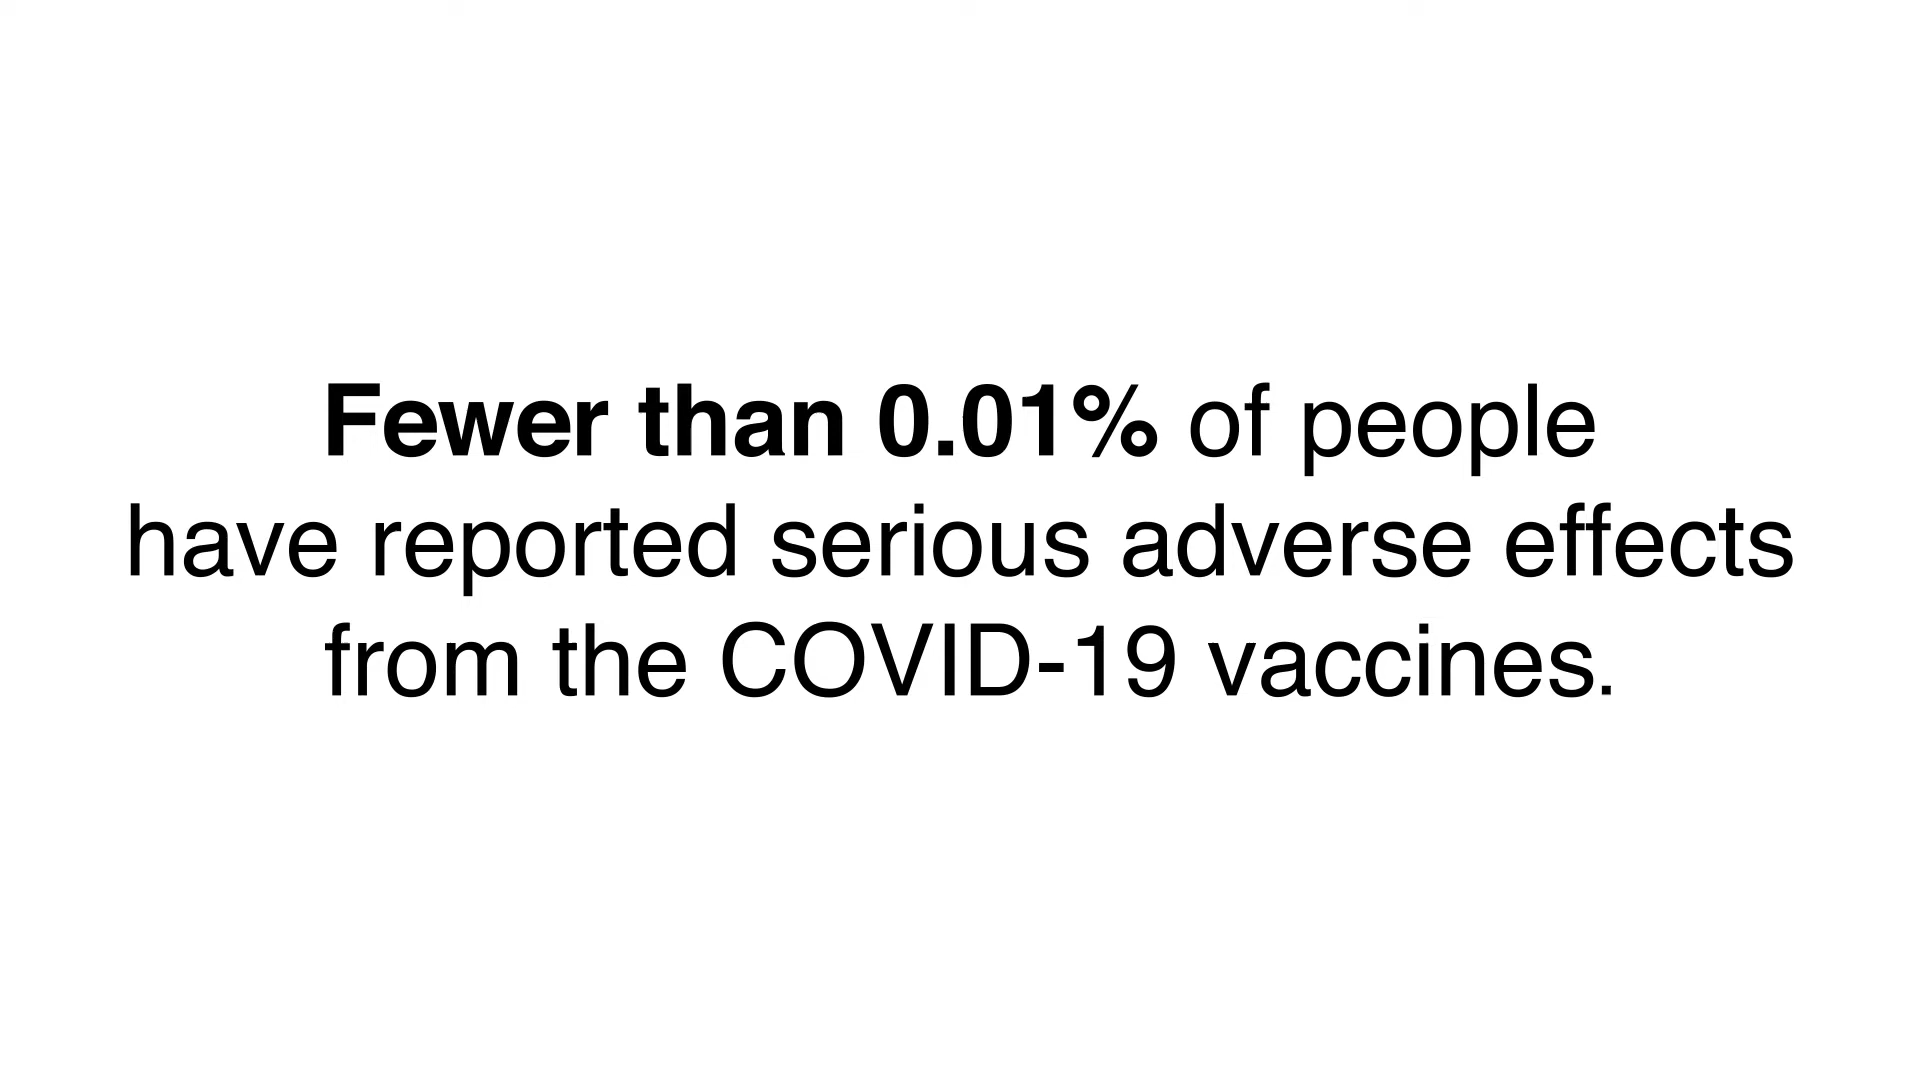 Fewer than 0.01% of people
have reported serious adverse effects
from the COVID-19 vaccines.